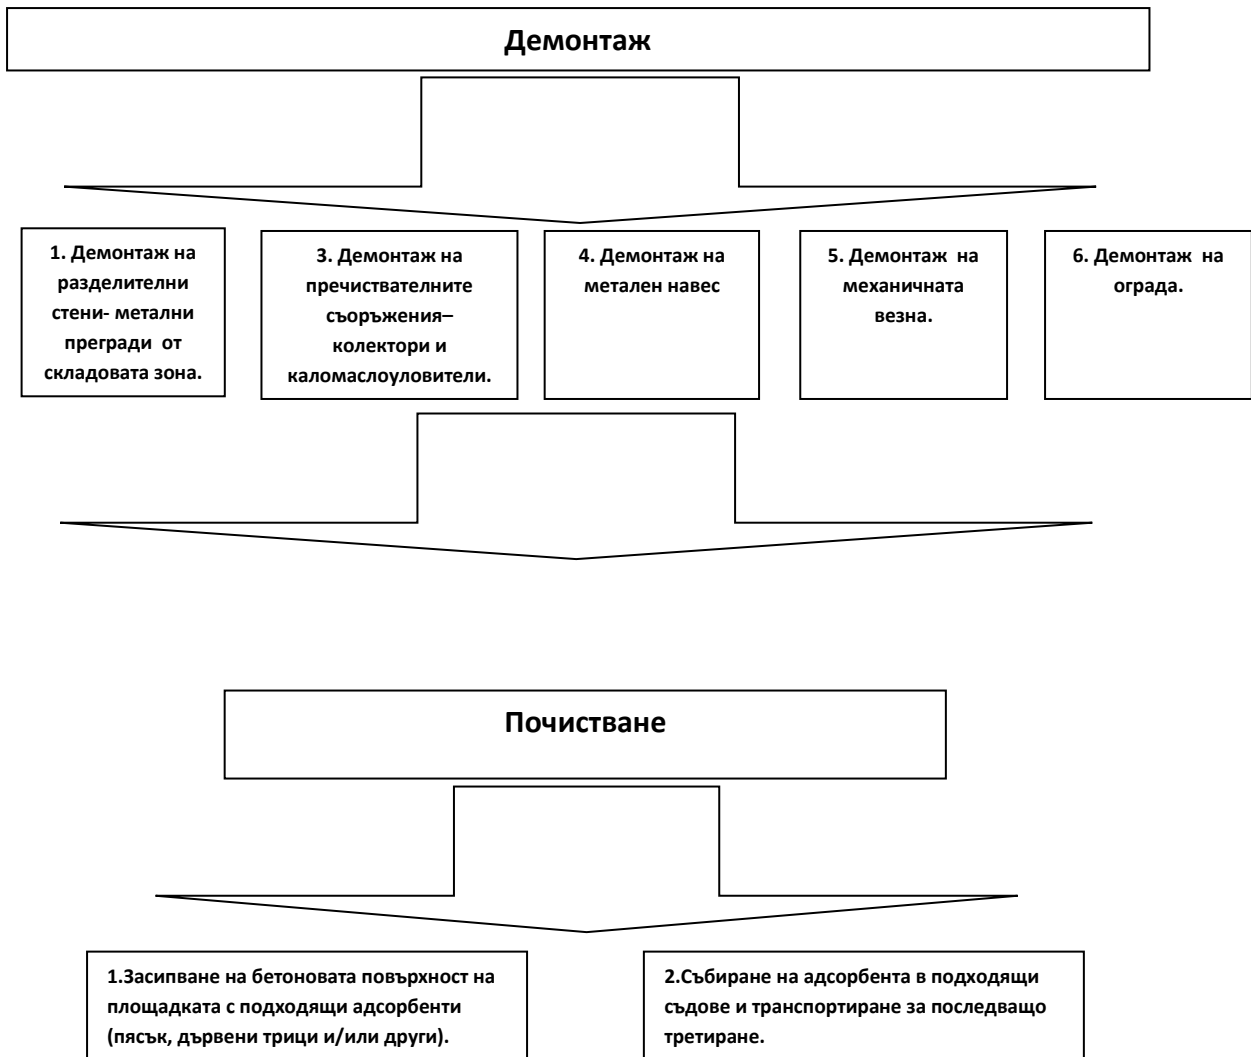 Демонтаж
1. Демонтаж на
разделителни
стени- метални
прегради от
складовата зона.
3. Демонтаж на
пречиствателните
съоръжения–
колектори и
каломаслоуловители.
4. Демонтаж на
метален навес
5. Демонтаж на
механичната
везна.
6. Демонтаж на
ограда.
Почистване
1.Засипване на бетоновата повърхност на
площадката с подходящи адсорбенти
(пясък, дървени трици и/или други).
2.Събиране на адсорбента в подходящи
съдове и транспортиране за последващо
третиране.